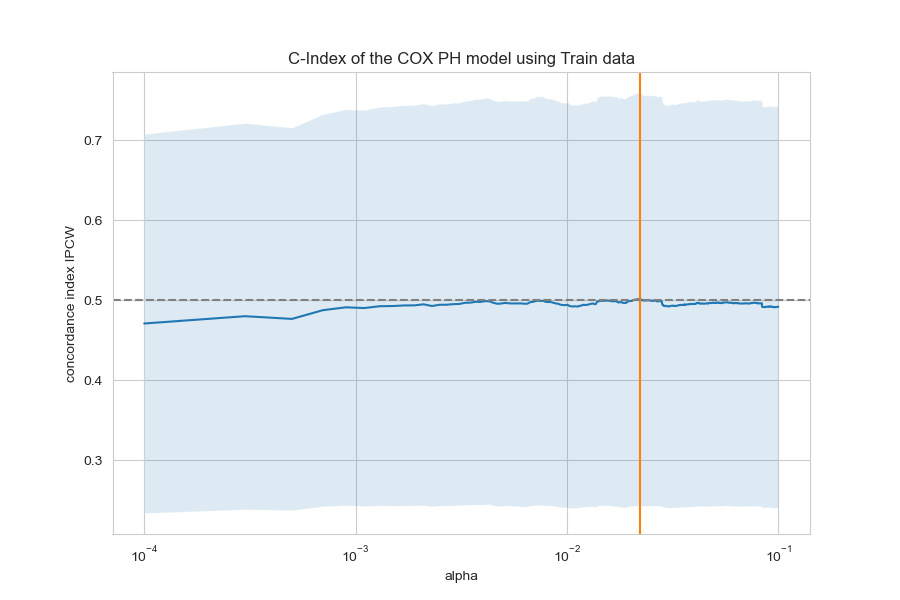 C-Index of the COX PH model using Train data
concordance index IPCW
0.7
0.6
0.5
0.4
0.3
10⁻⁴ 10⁻³ 10⁻² 10⁻¹
alpha